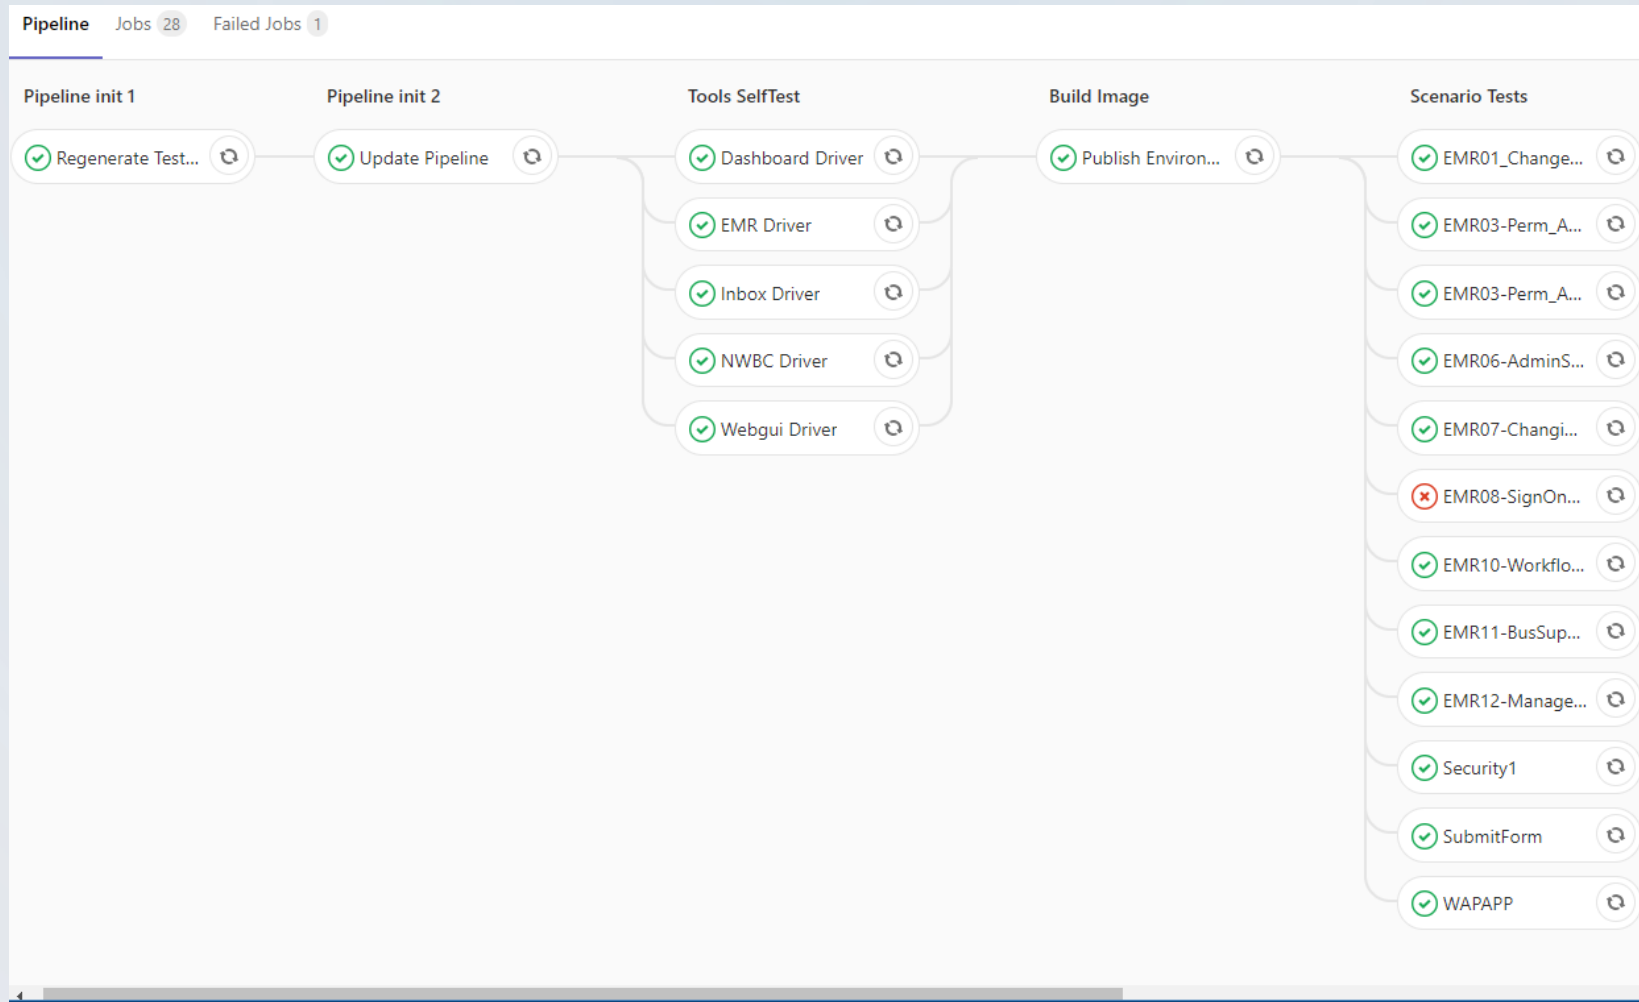 Pipeline Jobs 28 Failed Jobs 1
Pipeline init 1
Regenerate Test...
Pipeline init 2
Update Pipeline
Tools SelfTest
Dashboard Driver
EMR Driver
Inbox Driver
NWBC Driver
Webgui Driver
Build Image
Publish Environ...
Scenario Tests
EMR01_Change...
EMR03-Perm_A...
EMR03-Perm_A...
EMR06-AdminS...
EMR07-Changi...
EMR08-SignOn...
EMR10-Workflo...
EMR11-BusSup...
EMR12-Manage...
Security1
SubmitForm
WAPAPP